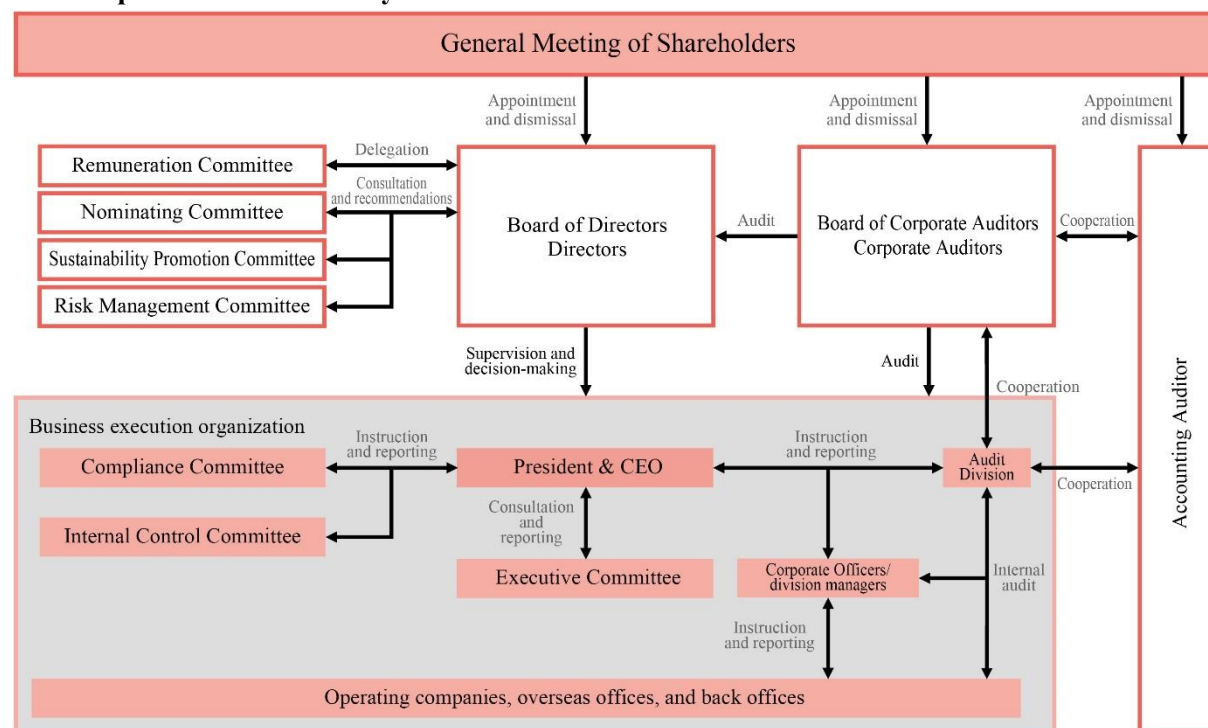 General Meeting of Shareholders
Appointment
and dismissal
Appointment
and dismissal
Appointment
and dismissal
Remuneration Committee
Delegation
Consultation
and recommendations
Nominating Committee
Sustainability Promotion Committee
Risk Management Committee
Board of Directors
Directors
Audit
Board of Corporate Auditors
Corporate Auditors
Cooperation
Accounting Auditor
Supervision and
decision-making
Audit
Cooperation
Business execution organization
Compliance Committee
Instruction
and reporting
President & CEO
Instruction
and reporting
Audit
Division
Cooperation
Internal Control Committee
Consultation
and
reporting
Executive Committee
Corporate Officers/
division managers
Internal
audit
Instruction
and reporting
Operating companies, overseas offices, and back offices